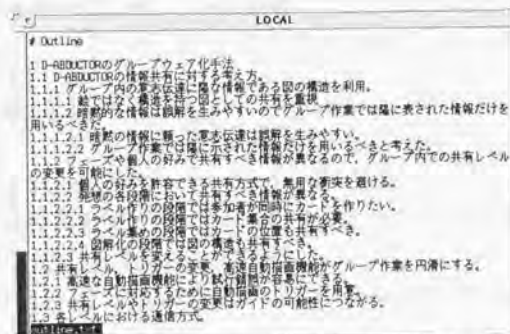 LOCAL
# Outline
1 D-ABDUCTORのグループウェア化手法
1.1 D-ABDUCTORの情報共有に対する考え方。
1.1.1 グループ内の意志伝達に陽な情報である図の構造を利用。
1.1.1.1 絵ではなく構造を持つ図としての共有を重視
1.1.1.2 暗黙的な情報は誤解を生みやすいのでグループ作業では陽に表された情報だけを
用いるべきだ。
1.1.1.2.1 暗黙の情報に頼った意志伝達は誤解を生みやすい。
1.1.1.2.2 グループ作業では陽に示された情報だけを用いるべきと考えた。
1.1.2 フェーズや個人の好みで共有すべき情報が異なるので、グループ内での共有レベル
の変更を可能にした。
1.1.2.1 個人の好みを許容できる共有方式で、無用な衝突を避ける。
1.1.2.2 発想の各段階において共有すべき情報が異なる。
1.1.2.2.1 ラベル作りの段階では参加者が同時にカードを作りたい。
1.1.2.2.2 ラベル作りの段階ではカード集合の共有が必要。
1.1.2.2.3 ラベル集めの段階ではカードの位置も共有すべき。
1.1.2.2.4 図解化の段階では図の構造も共有すべき。
1.1.2.3 共有レベルを変えることができるようにした。
1.2 共有レベル、トリガーの変更、高速自動描画機能がグループ作業を円滑にする。
1.2.1 高速な自動描画機能により試行錯誤が容易にできる。
1.2.2 フェーズに対応するために自動描画のトリガーを用意。
1.2.3 共有レベルやトリガーの変更はガイドの可能性につながる。
1.3 各レベルにおける通信方式。
outline.txt